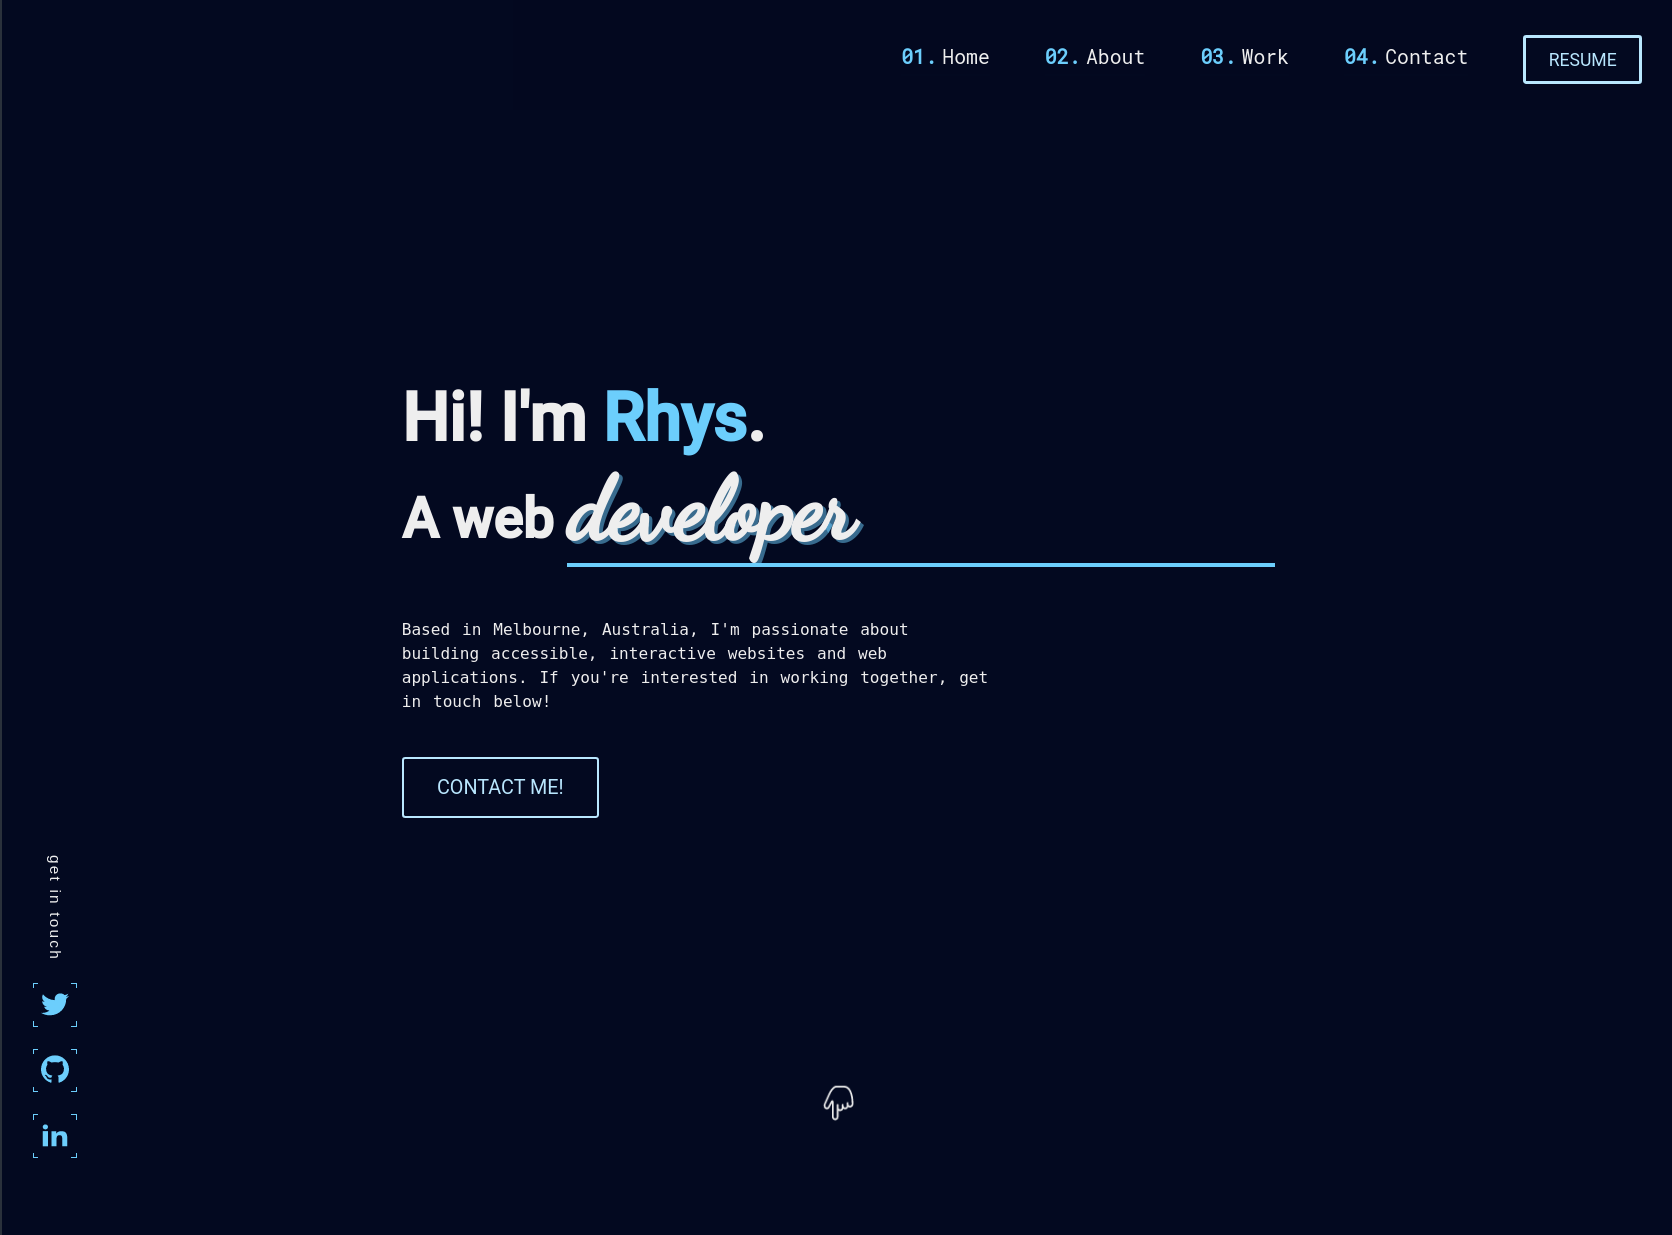 01. Home 02. About 03. Work 04. Contact RESUME
Hi! I'm Rhys.
A web developer
Based in Melbourne, Australia, I'm passionate about
building accessible, interactive websites and web
applications. If you're interested in working together, get
in touch below!
CONTACT ME!
get in touch
in